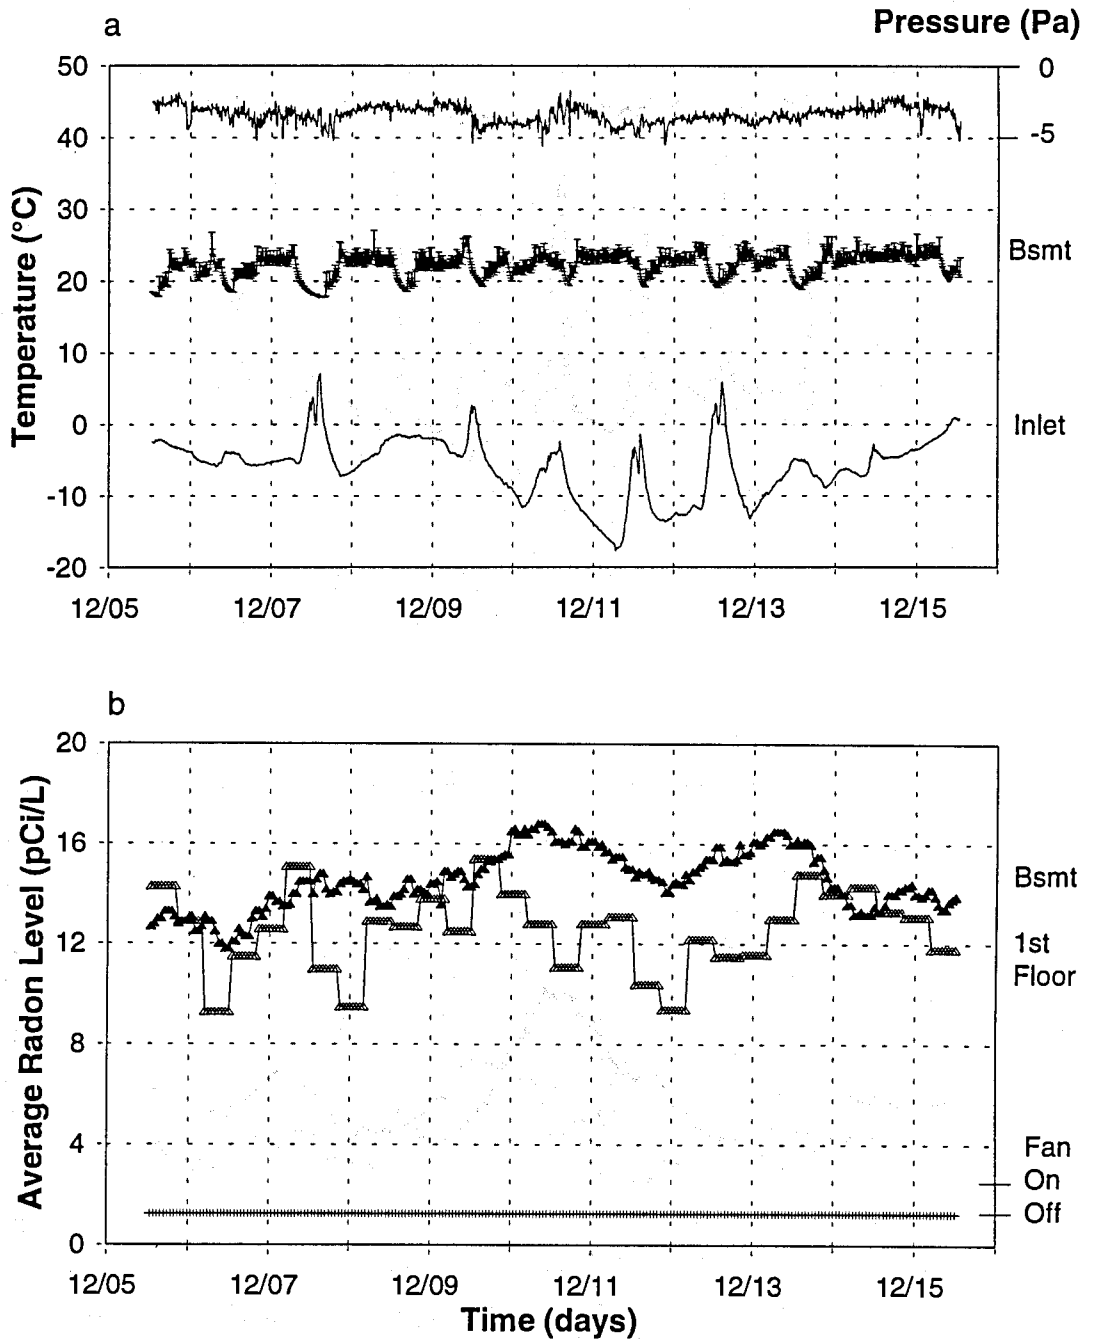 a
Pressure (Pa)
50
0
40
-5
30
Bsmt
20
10
0
Inlet
-10
-20
Temperature (°C)
12/05 12/07 12/09 12/11 12/13 12/15
b
20
16
Bsmt
12
1st
Floor
8
4
Fan
On
Off
0
Average Radon Level (pCi/L)
12/05 12/07 12/09 12/11 12/13 12/15
Time (days)